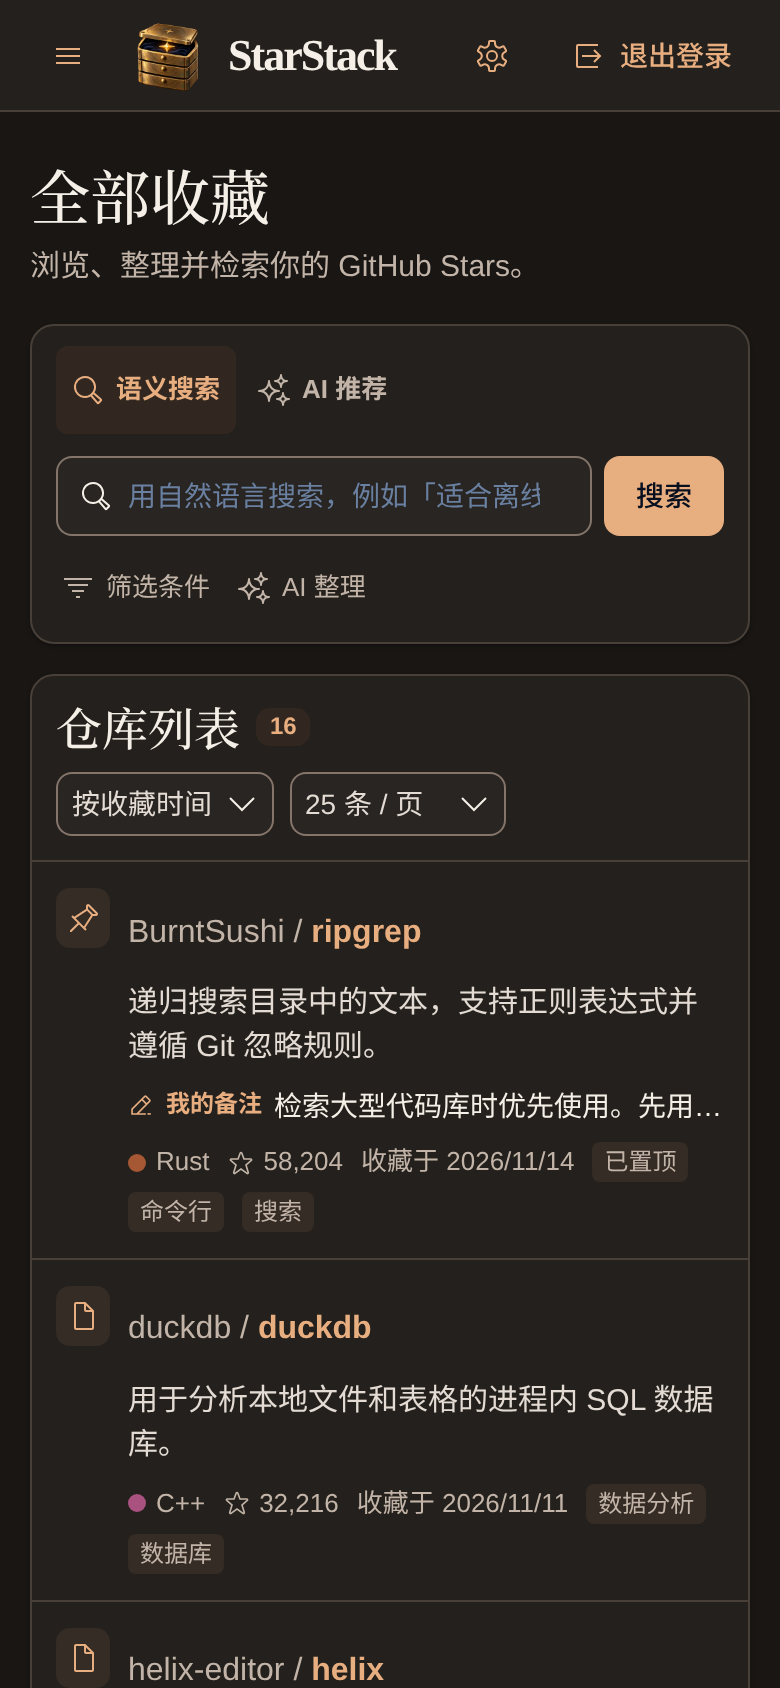 StarStack
退出登录
全部收藏
浏览、整理并检索你的 GitHub Stars。
语义搜索
AI 推荐
用自然语言搜索，例如「适合离线
搜索
筛选条件
AI 整理
仓库列表 16
按收藏时间
25 条 / 页
BurntSushi / ripgrep
递归搜索目录中的文本，支持正则表达式并
遵循 Git 忽略规则。
我的备注 检索大型代码库时优先使用。先用...
Rust 58,204 收藏于 2026/11/14 已置顶
命令行 搜索
duckdb / duckdb
用于分析本地文件和表格的进程内 SQL 数据
库。
C++ 32,216 收藏于 2026/11/11 数据分析
数据库
helix-editor / helix